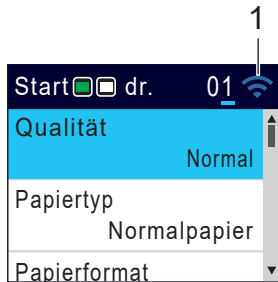 1
Start dr. 01
Qualität
Normal
Papiertyp
Normalpapier
Papierformat